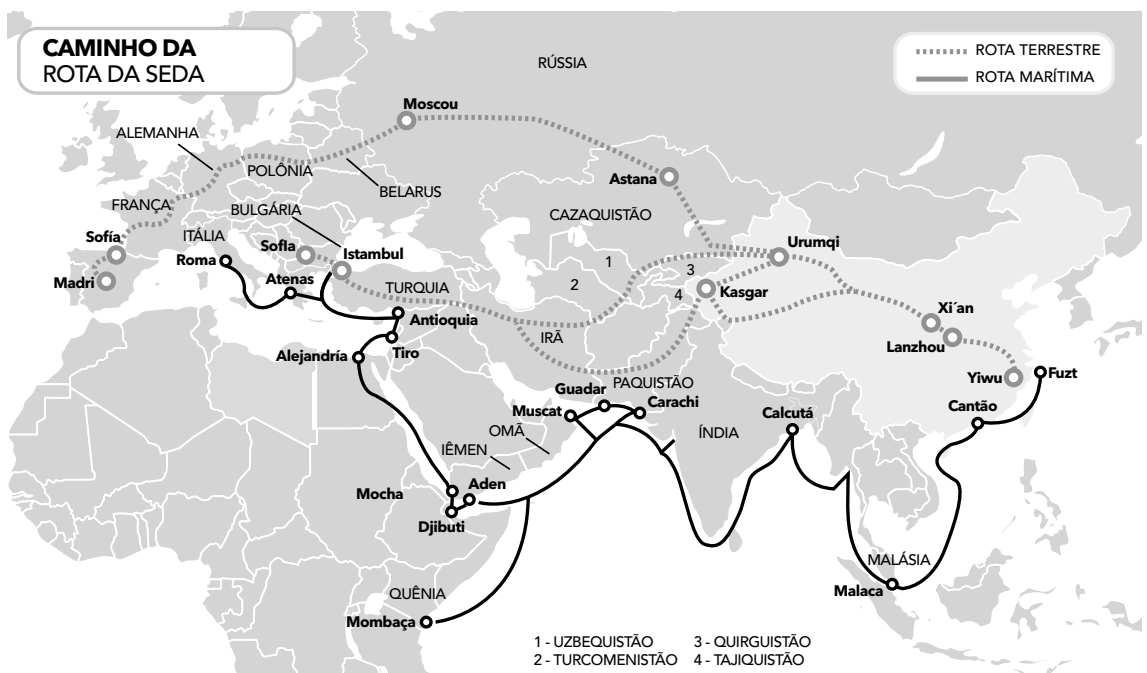 CAMINHO DA
ROTA DA SEDA
ROTA TERRESTRE
ROTA MARÍTIMA
RÚSSIA
Moscou
ALEMANHA
POLÔNIA
BELARUS
Astana
FRANÇA
BULGÁRIA
CAZAQUISTÃO
Sofía
ITÁLIA
Sofla
Istambul
Urumqi
Roma
Madri
Atenas
TURQUIA
1
2
3
4
Kasgar
Antioquia
Xi´an
IRÃ
Lanzhou
Alejandría
Tiro
Yiwu
Fuzt
Guadar
PAQUISTÃO
Muscat
Carachi
Calcutá
Cantão
OMÃ
ÍNDIA
IÊMEN
Aden
Mocha
Djibuti
MALÁSIA
Malaca
QUÊNIA
Mombaça
1 - UZBEQUISTÃO
3 - QUIRGUISTÃO
2 - TURCOMENISTÃO
4 - TAJIQUISTÃO